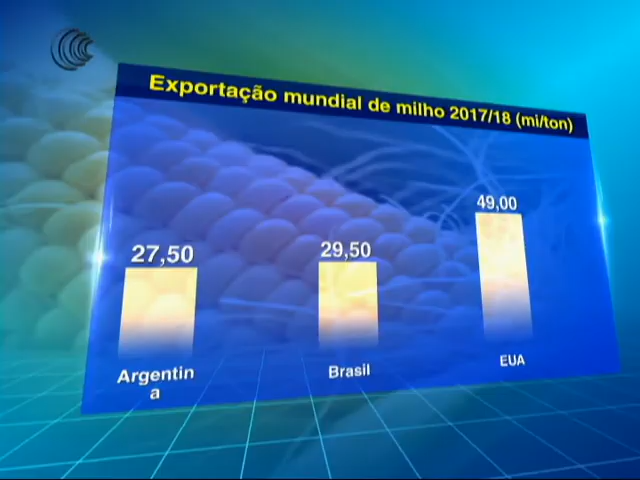 Exportação mundial de milho 2017/18 (mi/ton)
27,50
29,50
49,00
Argentin
a
Brasil
EUA